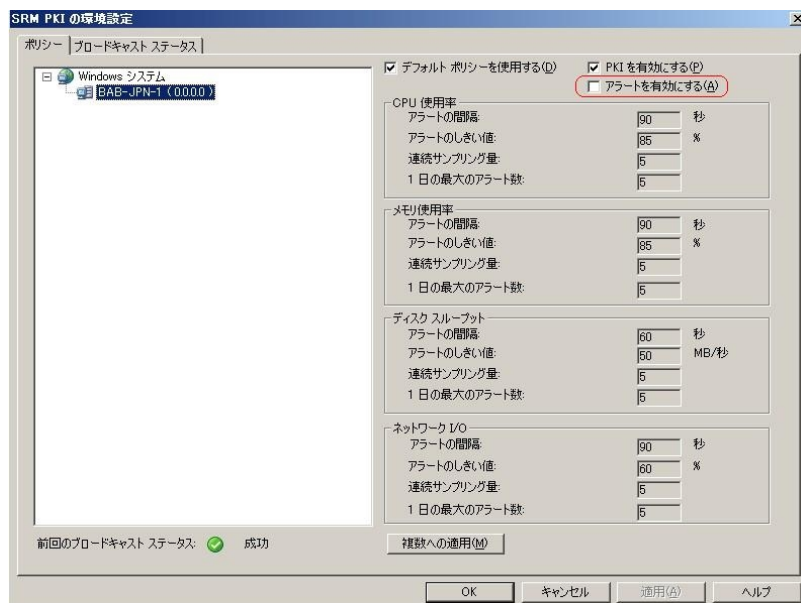 SRM PKI の環境設定
ポリシー ブロードキャスト ステータス
Windows システム
BAB-JPN-1 ( 0.0.0.0 )
デフォルト ポリシーを使用する(D)
PKI を有効にする(P)
アラートを有効にする(A)
CPU 使用率
アラートの間隔: 90 秒
アラートのしきい値: 85 %
連続サンプリング量: 5
1 日の最大のアラート数: 5
メモリ使用率
アラートの間隔: 90 秒
アラートのしきい値: 85 %
連続サンプリング量: 5
1 日の最大のアラート数: 5
ディスク スループット
アラートの間隔: 60 秒
アラートのしきい値: 50 MB/秒
連続サンプリング量: 5
1 日の最大のアラート数: 5
ネットワーク I/O
アラートの間隔: 90 秒
アラートのしきい値: 60 %
連続サンプリング量: 5
1 日の最大のアラート数: 5
前回のブロードキャスト ステータス: 成功
複数への適用(M)
OK キャンセル 適用(A) ヘルプ